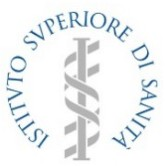 ISTITVTO SVPERIORE DI SANITÀ